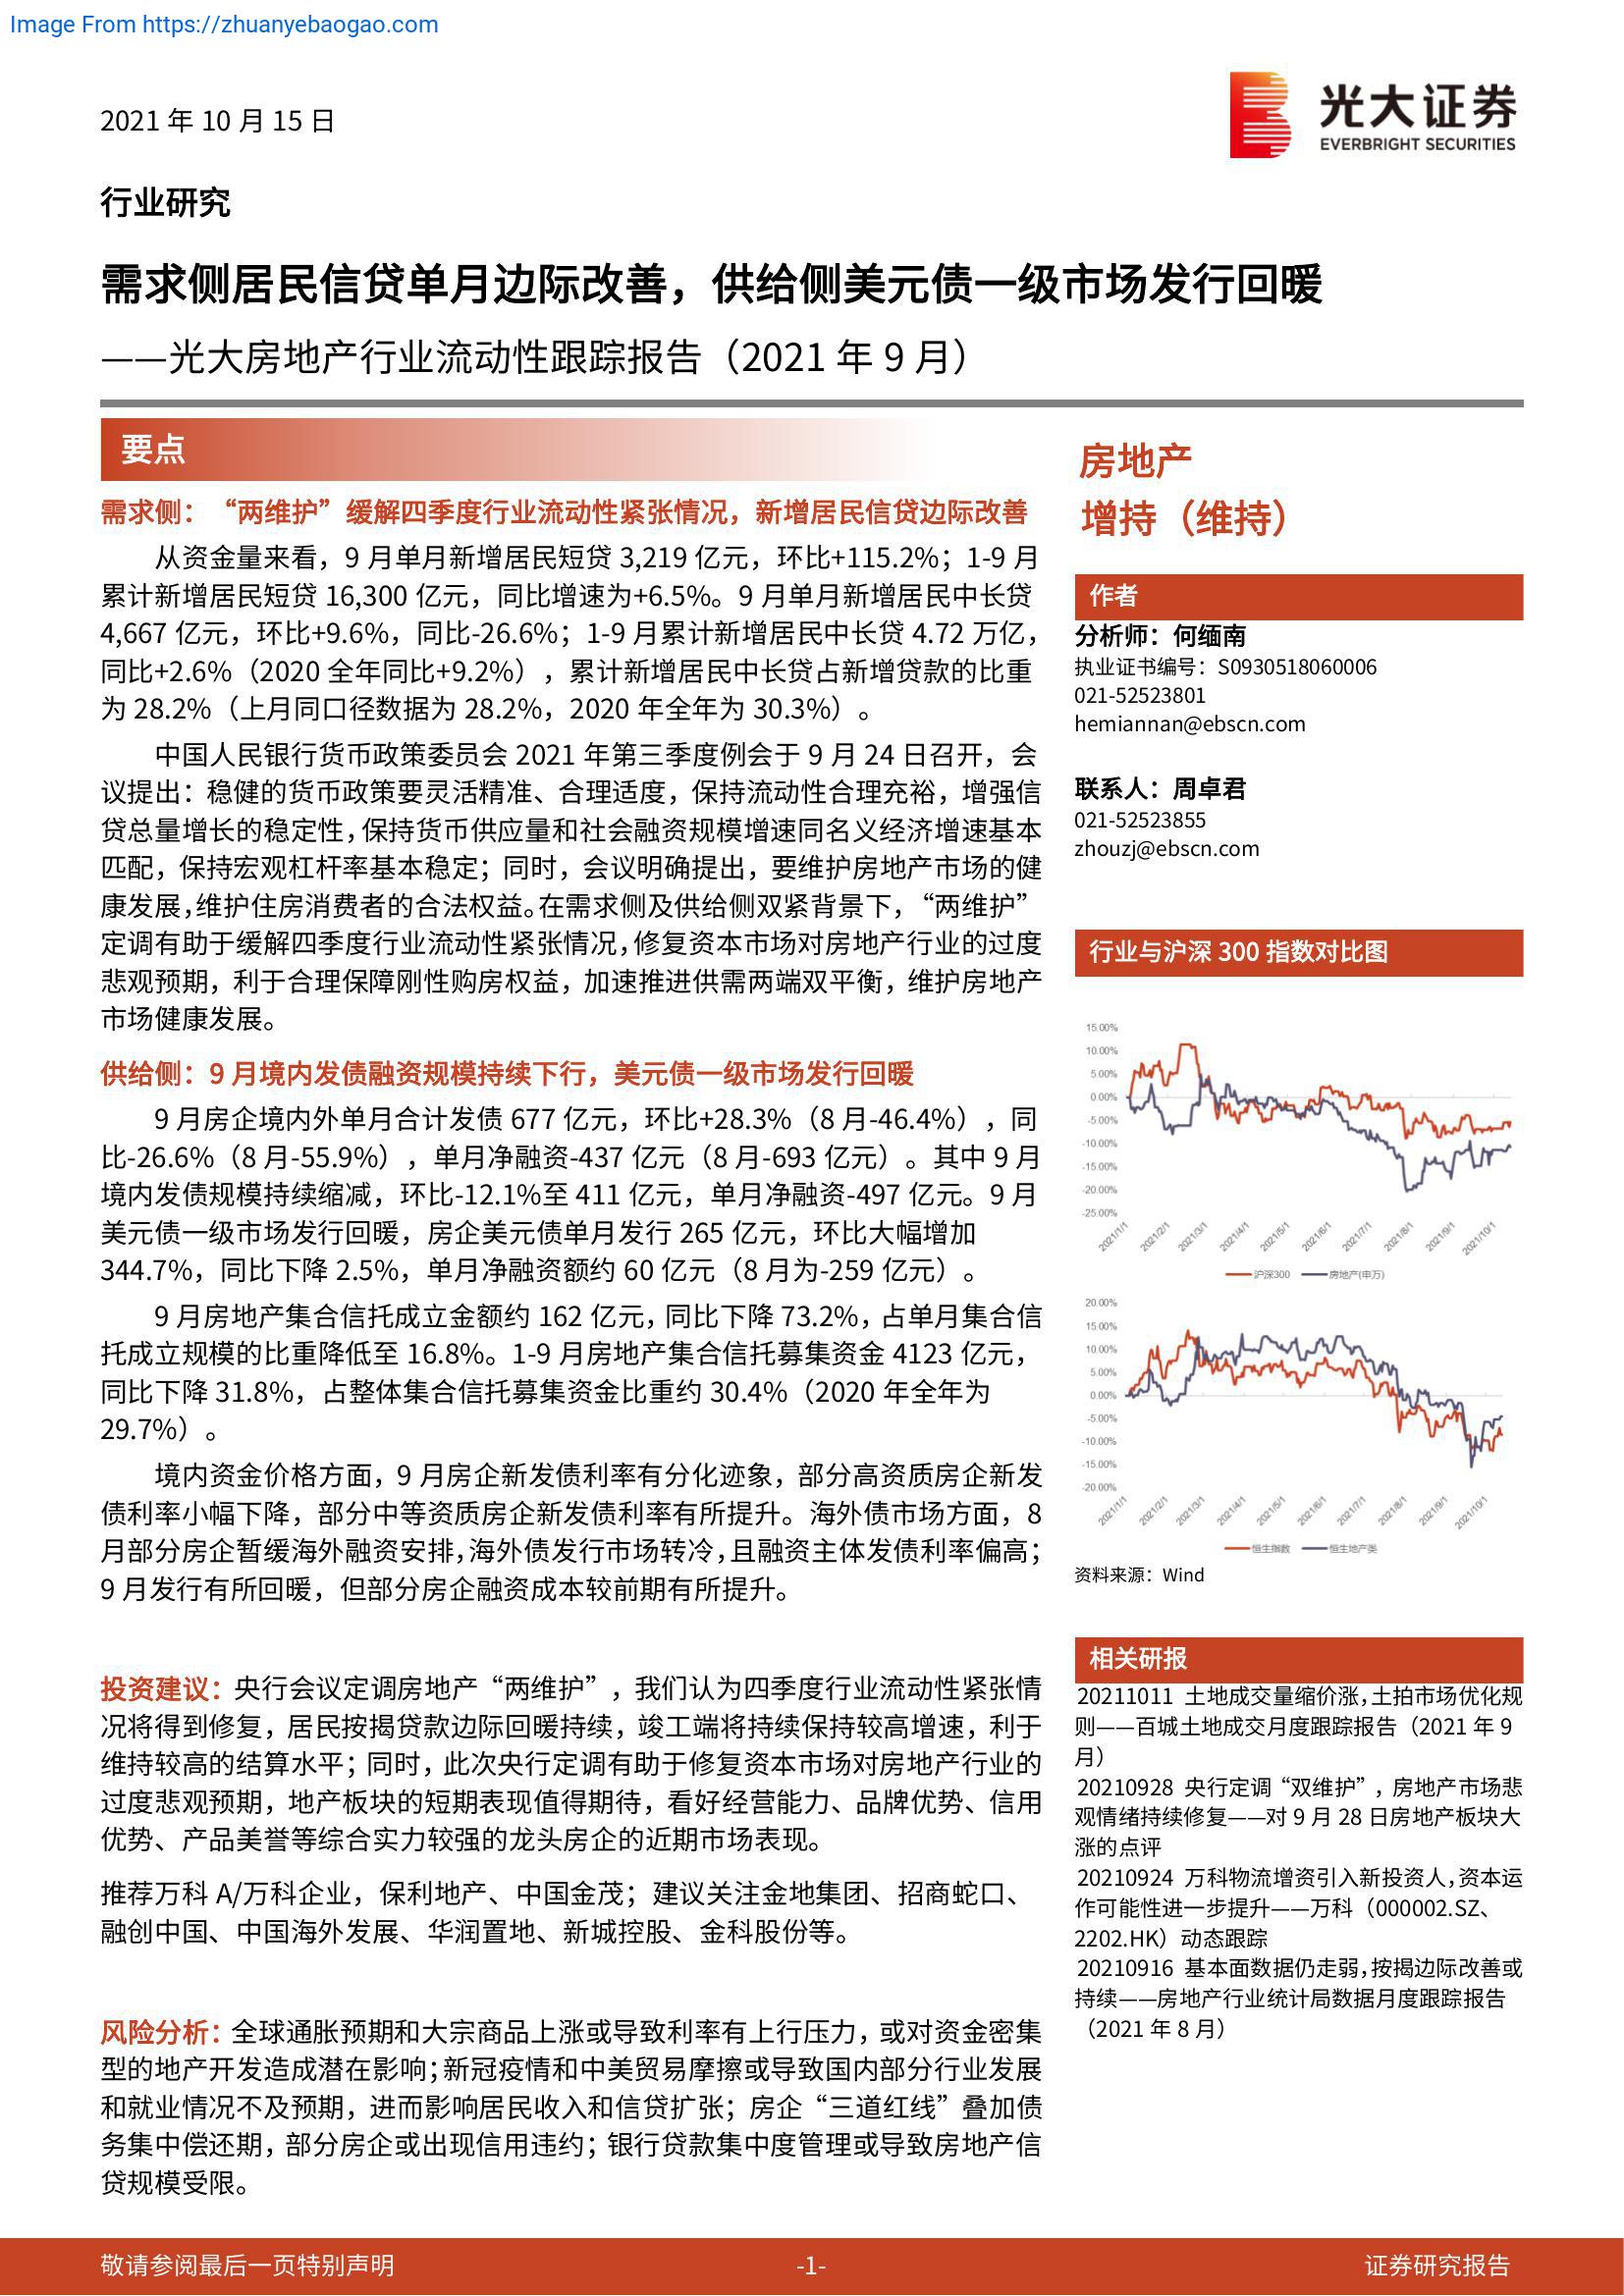 Image From https://zhuanyebaogao.com
2021 年 10 月 15 日
光大证券
EVERBRIGHT SECURITIES
行业研究
需求侧居民信贷单月边际改善，供给侧美元债一级市场发行回暖
——光大房地产行业流动性跟踪报告（2021 年 9 月）
要点
需求侧：“两维护”缓解四季度行业流动性紧张情况，新增居民信贷边际改善
从资金量来看，9 月单月新增居民短贷 3,219 亿元，环比+115.2%；1-9 月
累计新增居民短贷 16,300 亿元，同比增速为+6.5%。9 月单月新增居民中长贷
4,667 亿元，环比+9.6%，同比-26.6%；1-9 月累计新增居民中长贷 4.72 万亿，
同比+2.6%（2020 全年同比+9.2%），累计新增居民中长贷占新增贷款的比重
为 28.2%（上月同口径数据为 28.2%，2020 年全年为 30.3%）。
中国人民银行货币政策委员会 2021 年第三季度例会于 9 月 24 日召开，会
议提出：稳健的货币政策要灵活精准、合理适度，保持流动性合理充裕，增强信
贷总量增长的稳定性，保持货币供应量和社会融资规模增速同名义经济增速基本
匹配，保持宏观杠杆率基本稳定；同时，会议明确提出，要维护房地产市场的健
康发展，维护住房消费者的合法权益。在需求侧及供给侧双紧背景下，“两维护”
定调有助于缓解四季度行业流动性紧张情况，修复资本市场对房地产行业的过度
悲观预期，利于合理保障刚性购房权益，加速推进供需两端双平衡，维护房地产
市场健康发展。
供给侧：9 月境内发债融资规模持续下行，美元债一级市场发行回暖
9 月房企境内外单月合计发债 677 亿元，环比+28.3%（8 月-46.4%），同
比-26.6%（8 月-55.9%），单月净融资-437 亿元（8 月-693 亿元）。其中 9 月
境内发债规模持续缩减，环比-12.1%至 411 亿元，单月净融资-497 亿元。9 月
美元债一级市场发行回暖，房企美元债单月发行 265 亿元，环比大幅增加
344.7%，同比下降 2.5%，单月净融资额约 60 亿元（8 月为-259 亿元）。
9 月房地产集合信托成立金额约 162 亿元，同比下降 73.2%，占单月集合信
托成立规模的比重降低至 16.8%。1-9 月房地产集合信托募集资金 4123 亿元，
同比下降 31.8%，占整体集合信托募集资金比重约 30.4%（2020 年全年为
29.7%）。
境内资金价格方面，9 月房企新发债利率有分化迹象，部分高资质房企新发
债利率小幅下降，部分中等资质房企新发债利率有所提升。海外债市场方面，8
月部分房企暂缓海外融资安排，海外债发行市场转冷，且融资主体发债利率偏高；
9 月发行有所回暖，但部分房企融资成本较前期有所提升。
投资建议：央行会议定调房地产“两维护”，我们认为四季度行业流动性紧张情
况将得到修复，居民按揭贷款边际回暖持续，竣工端将持续保持较高增速，利于
维持较高的结算水平；同时，此次央行定调有助于修复资本市场对房地产行业的
过度悲观预期，地产板块的短期表现值得期待，看好经营能力、品牌优势、信用
优势、产品美誉等综合实力较强的龙头房企的近期市场表现。
推荐万科 A/万科企业，保利地产、中国金茂；建议关注金地集团、招商蛇口、
融创中国、中国海外发展、华润置地、新城控股、金科股份等。
风险分析：全球通胀预期和大宗商品上涨或导致利率有上行压力，或对资金密集
型的地产开发造成潜在影响；新冠疫情和中美贸易摩擦或导致国内部分行业发展
和就业情况不及预期，进而影响居民收入和信贷扩张；房企“三道红线”叠加债
务集中偿还期，部分房企或出现信用违约；银行贷款集中度管理或导致房地产信
贷规模受限。
房地产
增持（维持）
作者
分析师：何缅南
执业证书编号：S0930518060006
021-52523801
hemiannan@ebscn.com
联系人：周卓君
021-52523855
zhouzj@ebscn.com
行业与沪深 300 指数对比图
15.00%
10.00%
5.00%
0.00%
-5.00%
-10.00%
-15.00%
-20.00%
-25.00%
2021/1/1 2021/2/1 2021/3/1 2021/4/1 2021/5/1 2021/6/1 2021/7/1 2021/8/1 2021/9/1 2021/10/1
沪深300 房地产(申万)
20.00%
15.00%
10.00%
5.00%
0.00%
-5.00%
-10.00%
-15.00%
-20.00%
2021/1/1 2021/2/1 2021/3/1 2021/4/1 2021/5/1 2021/6/1 2021/7/1 2021/8/1 2021/9/1 2021/10/1
恒生指数 恒生地产类
资料来源：Wind
相关研报
20211011 土地成交量缩价涨，土拍市场优化规
则——百城土地成交月度跟踪报告（2021 年 9
月）
20210928 央行定调“双维护”，房地产市场悲
观情绪持续修复——对 9 月 28 日房地产板块大
涨的点评
20210924 万科物流增资引入新投资人，资本运
作可能性进一步提升——万科（000002.SZ、
2202.HK）动态跟踪
20210916 基本面数据仍走弱，按揭边际改善或
持续——房地产行业统计局数据月度跟踪报告
（2021 年 8 月）
敬请参阅最后一页特别声明
-1-
证券研究报告